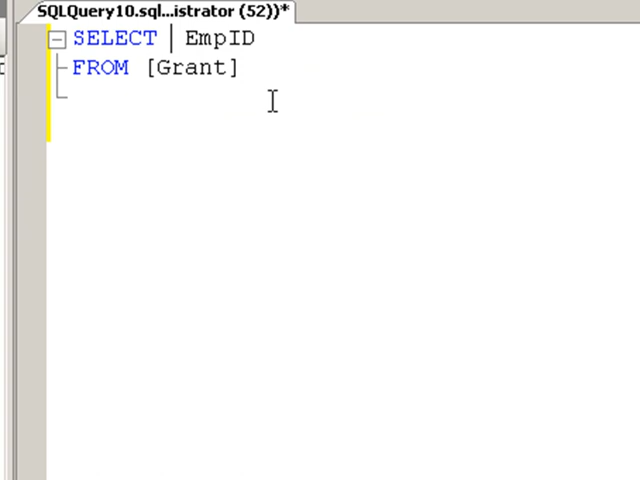 SQLQuery10.sql...istrator (52))*
SELECT EmpID
FROM [Grant]